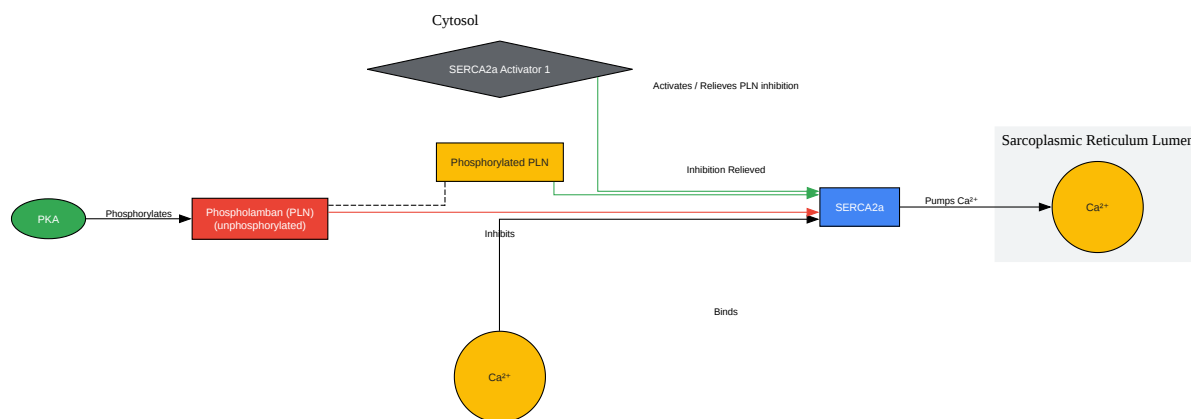 Cytosol
SERCA2a Activator 1
Activates / Relieves PLN inhibition
Sarcoplasmic Reticulum Lumen
Phosphorylated PLN
Inhibition Relieved
PKA
Phosphorylates
Phospholamban (PLN)
(unphosphorylated)
SERCA2a
Pumps Ca²⁺
Ca²⁺
Inhibits
Binds
Ca²⁺